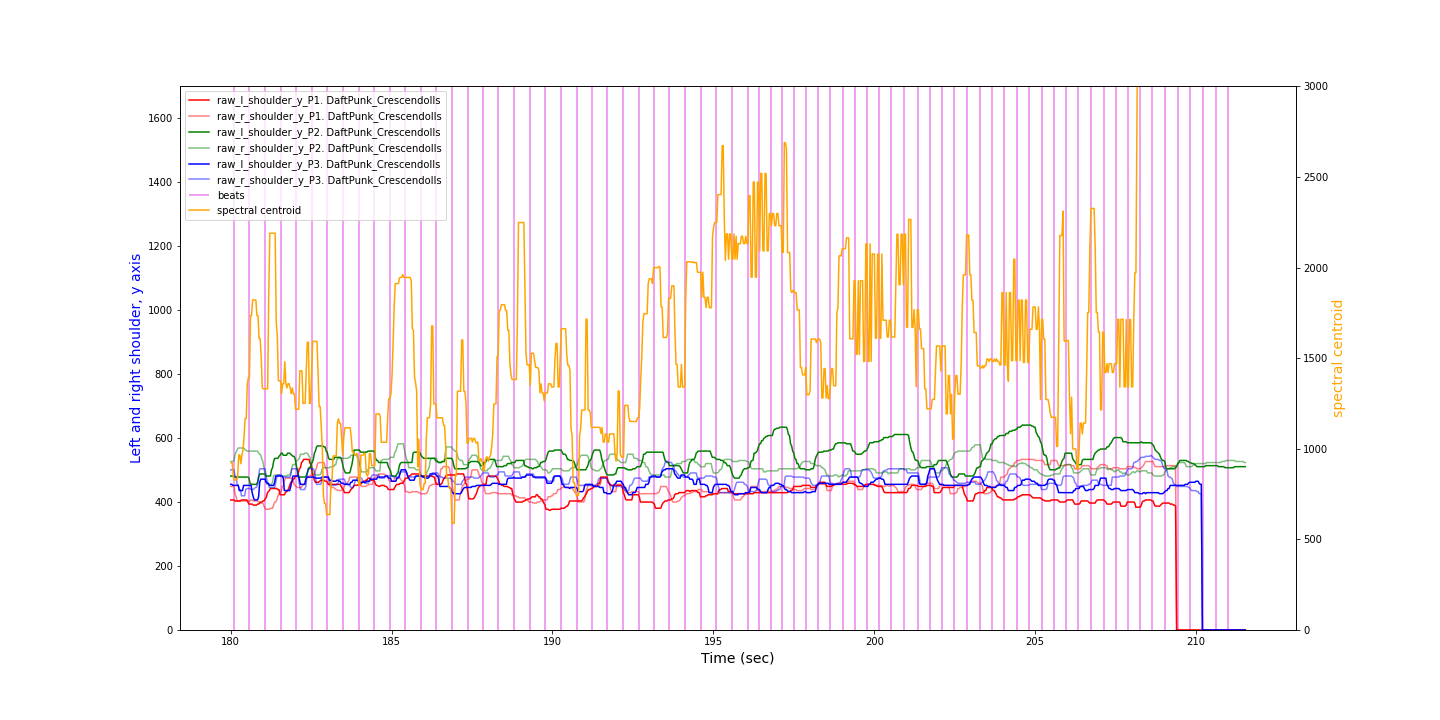 raw_l_shoulder_y_P1. DaftPunk_Crescendolls
raw_r_shoulder_y_P1. DaftPunk_Crescendolls
raw_l_shoulder_y_P2. DaftPunk_Crescendolls
raw_r_shoulder_y_P2. DaftPunk_Crescendolls
raw_l_shoulder_y_P3. DaftPunk_Crescendolls
raw_r_shoulder_y_P3. DaftPunk_Crescendolls
beats
spectral centroid
Left and right shoulder, y axis
1600
1400
1200
1000
800
600
400
200
0
180
185
190
195
200
205
210
Time (sec)
3000
2500
2000
1500
1000
500
0
spectral centroid